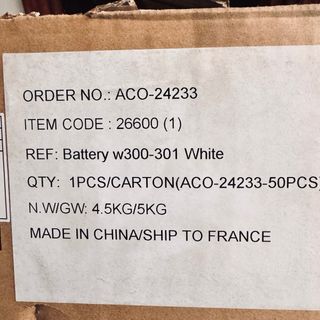 ORDER NO.: ACO-24233
ITEM CODE : 26600 (1)
REF: Battery w300-301 White
QTY: 1PCS/CARTON(ACO-24233-50PCS)
N.W/GW: 4.5KG/5KG
MADE IN CHINA/SHIP TO FRANCE